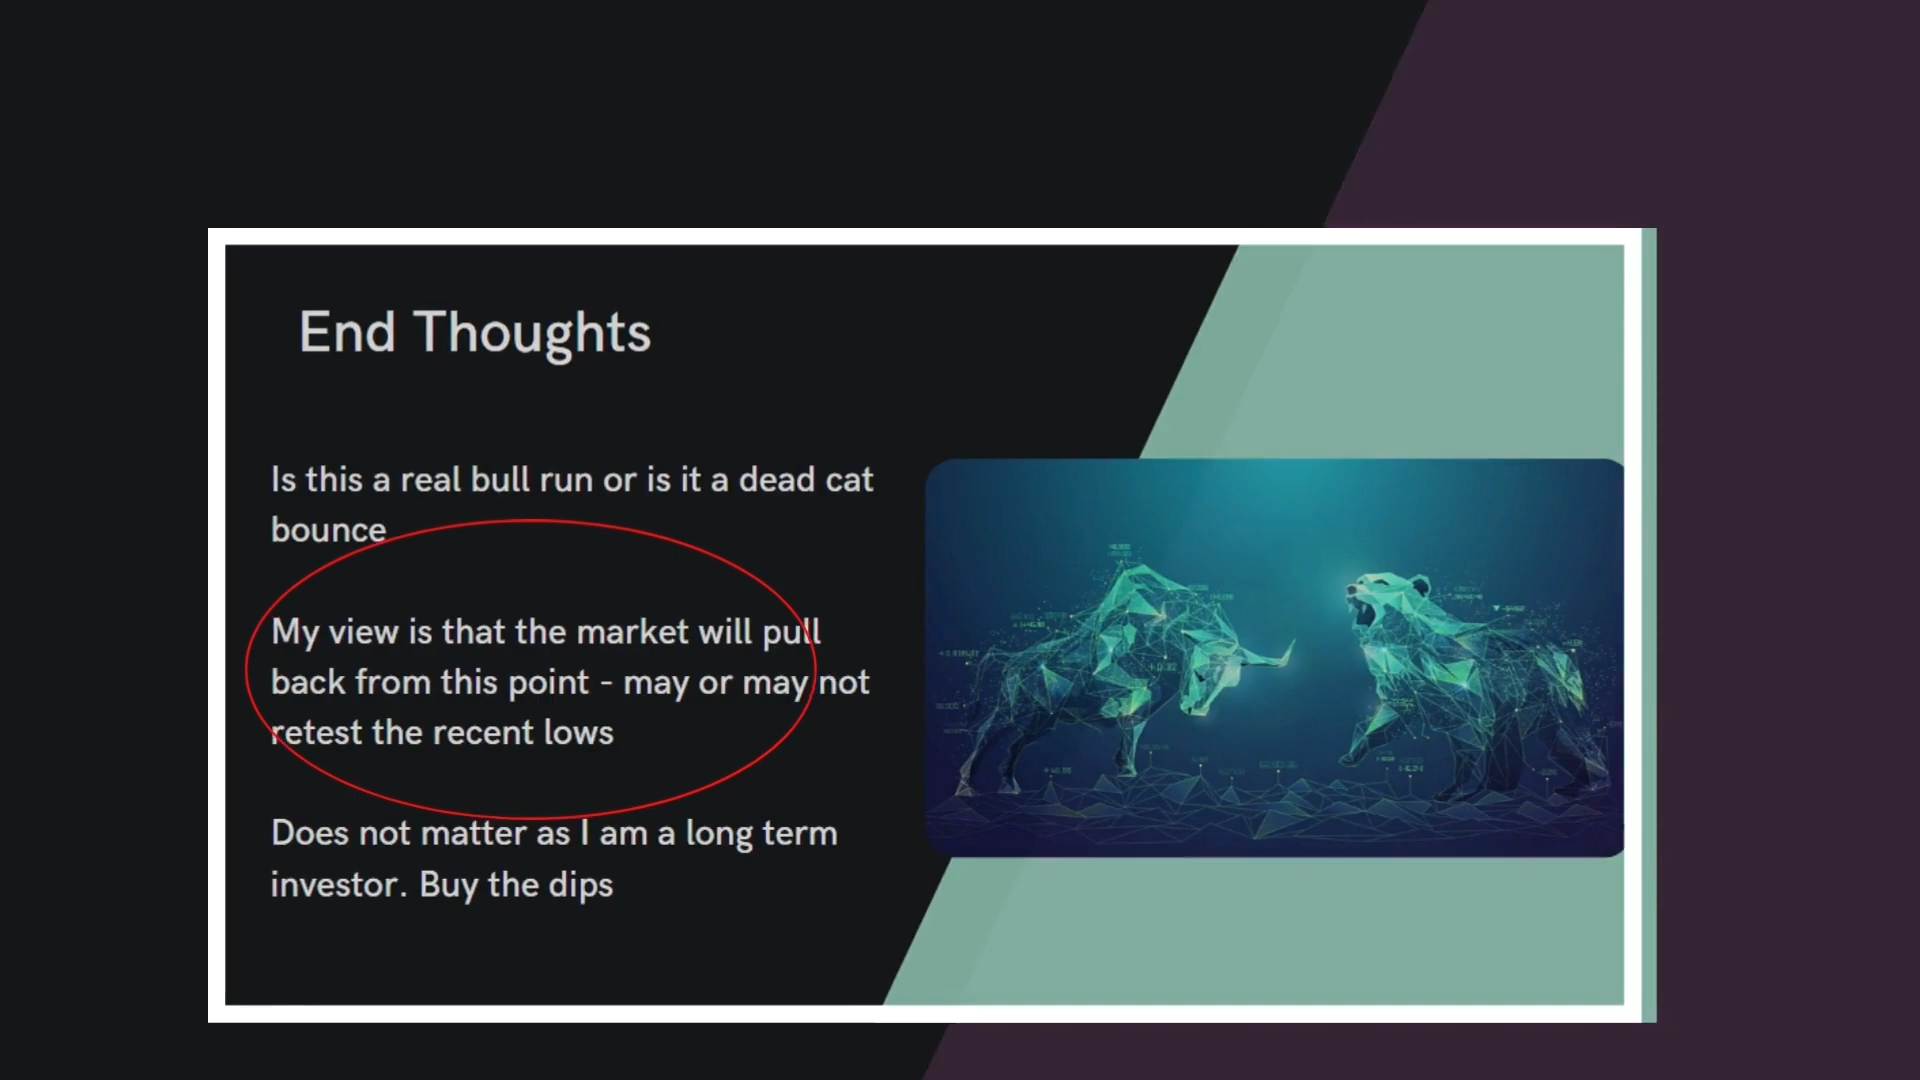 End Thoughts
Is this a real bull run or is it a dead cat
bounce
My view is that the market will pull
back from this point - may or may not
retest the recent lows
Does not matter as I am a long term
investor. Buy the dips